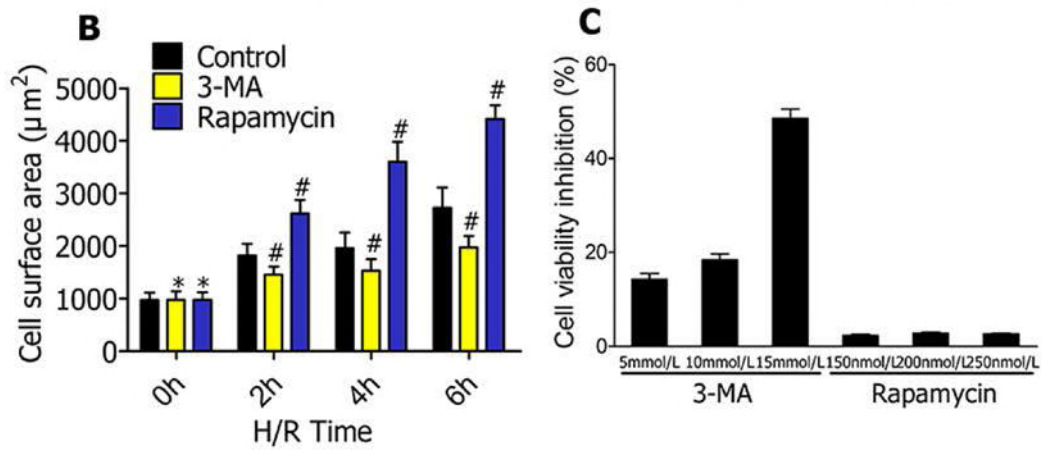 B
Control
3-MA
Rapamycin
Cell surface area (μm²)
5000
4000
3000
2000
1000
0
# # #
# # #
* *
0h 2h 4h 6h
H/R Time
C
Cell viability inhibition (%)
60
40
20
0
5mmol/L 10mmol/L 15mmol/L 150nmol/L 200nmol/L 250nmol/L
3-MA Rapamycin